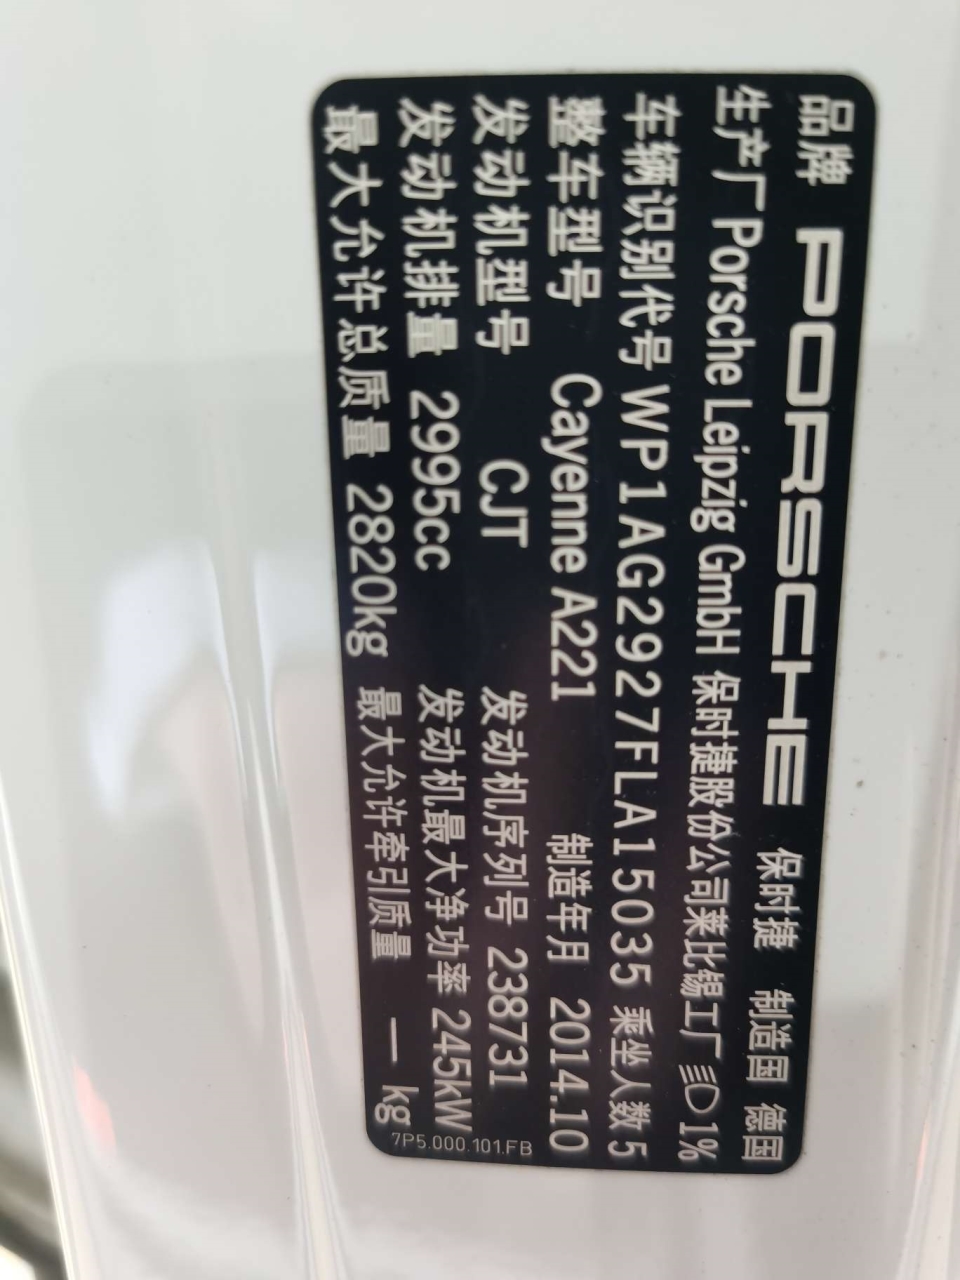 品牌 PORSCHE 保时捷 制造国 德国
生产厂 Porsche Leipzig GmbH 保时捷股份公司莱比锡工厂 1%
车辆识别代号 WP1AG2927FLA15035 乘坐人数 5
整车型号 Cayenne A221 制造年月 2014.10
发动机型号 CJT 发动机序列号 238731
发动机排量 2995cc 发动机最大净功率 245kW
最大允许总质量 2820kg 最大允许牵引质量 — kg
7P5.000.101.FB